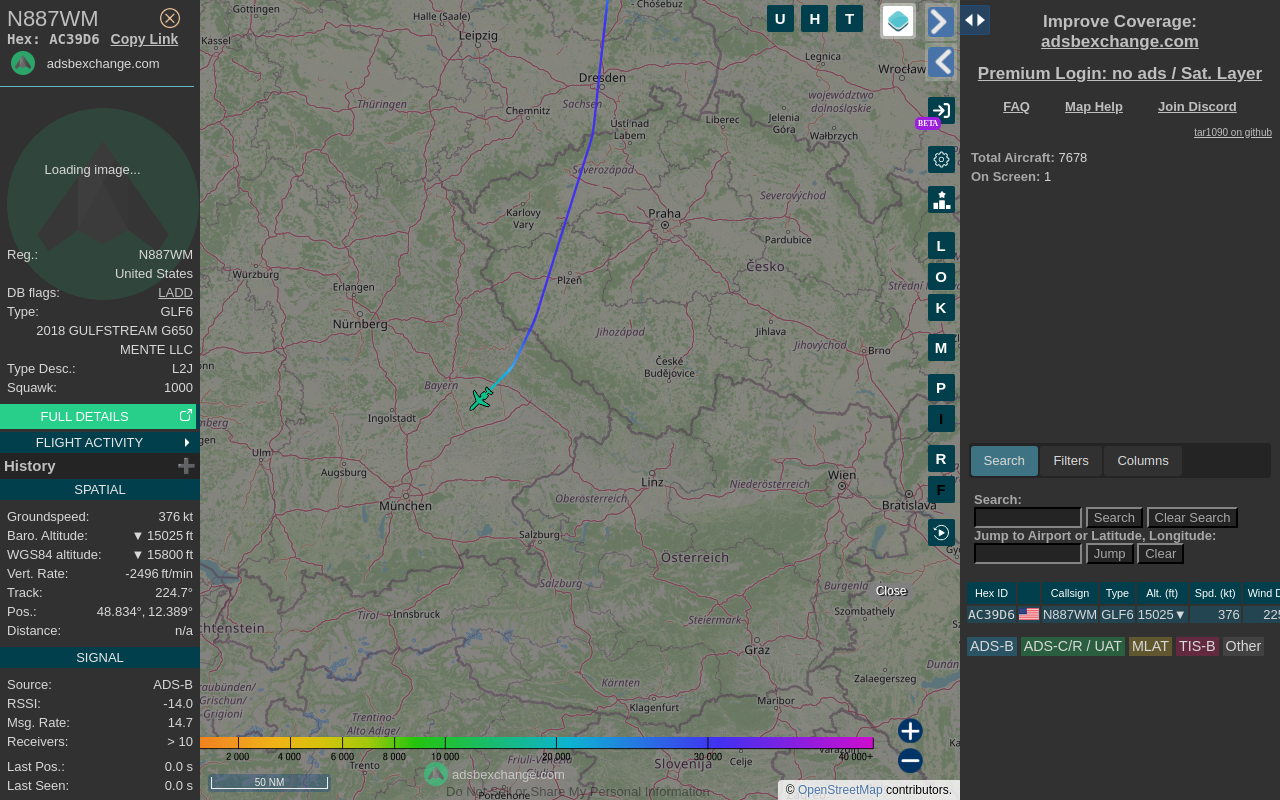 N887WM
Hex: AC39D6 Copy Link
adsbexchange.com
Loading image...
Reg.: N887WM
United States
DB flags: LADD
Type: GLF6
2018 GULFSTREAM G650
MENTE LLC
Type Desc.: L2J
Squawk: 1000
FULL DETAILS
FLIGHT ACTIVITY
History
SPATIAL
Groundspeed: 376 kt
Baro. Altitude: ▼ 15025 ft
WGS84 altitude: ▼ 15800 ft
Vert. Rate: -2496 ft/min
Track: 224.7°
Pos.: 48.834°, 12.389°
Distance: n/a
SIGNAL
Source: ADS-B
RSSI: -14.0
Msg. Rate: 14.7
Receivers: > 10
Last Pos.: 0.0 s
Last Seen: 0.0 s
Göttingen
Halle (Saale)
Kassel
Leipzig
- Chóśebuz
Dresden
Sachsen
Thüringen
Chemnitz
Ústí nad
Labem
Liberec
Jelenia
Góra
Legnica
Wrocław
województwo
dolnośląskie
Wałbrzych
Severozápad
Severovýchod
Karlovy
Vary
Praha
Pardubice
Česko
Střední
Plzeň
Würzburg
Erlangen
Nürnberg
Jihozápad
Jihlava
Jihovýchod
Brno
České
Budějovice
Bayern
Ingolstadt
Ulm
Augsburg
München
Linz
Oberösterreich
Niederösterreich
Wien
Bratislava
Salzburg
Österreich
Salzburg
Burgenla
Szombathely
Tirol
Innsbruck
chtenstein
Steiermark
Graz
Zalaegerszeg
Dunán
raubünden/
Grischun/
Grigioni
Kärnten
Klagenfurt
Maribor
Trentino-
Alto Adige/
Trento
Friuli-Venezia
Slovenija
Celje
Varaždin
Pordenone
U H T
BETA
L
O
K
M
P
I
R
F
Close
2 000 4 000 6 000 8 000 10 000 20 000 30 000 40 000+
50 NM
adsbexchange.com
Do Not Sell or Share My Personal Information
© OpenStreetMap contributors.
Improve Coverage:
adsbexchange.com
Premium Login: no ads / Sat. Layer
FAQ Map Help Join Discord
tar1090 on github
Total Aircraft: 7678
On Screen: 1
Search Filters Columns
Search:
Search Clear Search
Jump to Airport or Latitude, Longitude:
Jump Clear
Hex ID Callsign Type Alt. (ft) Spd. (kt) Wind D
AC39D6 N887WM GLF6 15025▼ 376 225
ADS-B ADS-C/R / UAT MLAT TIS-B Other